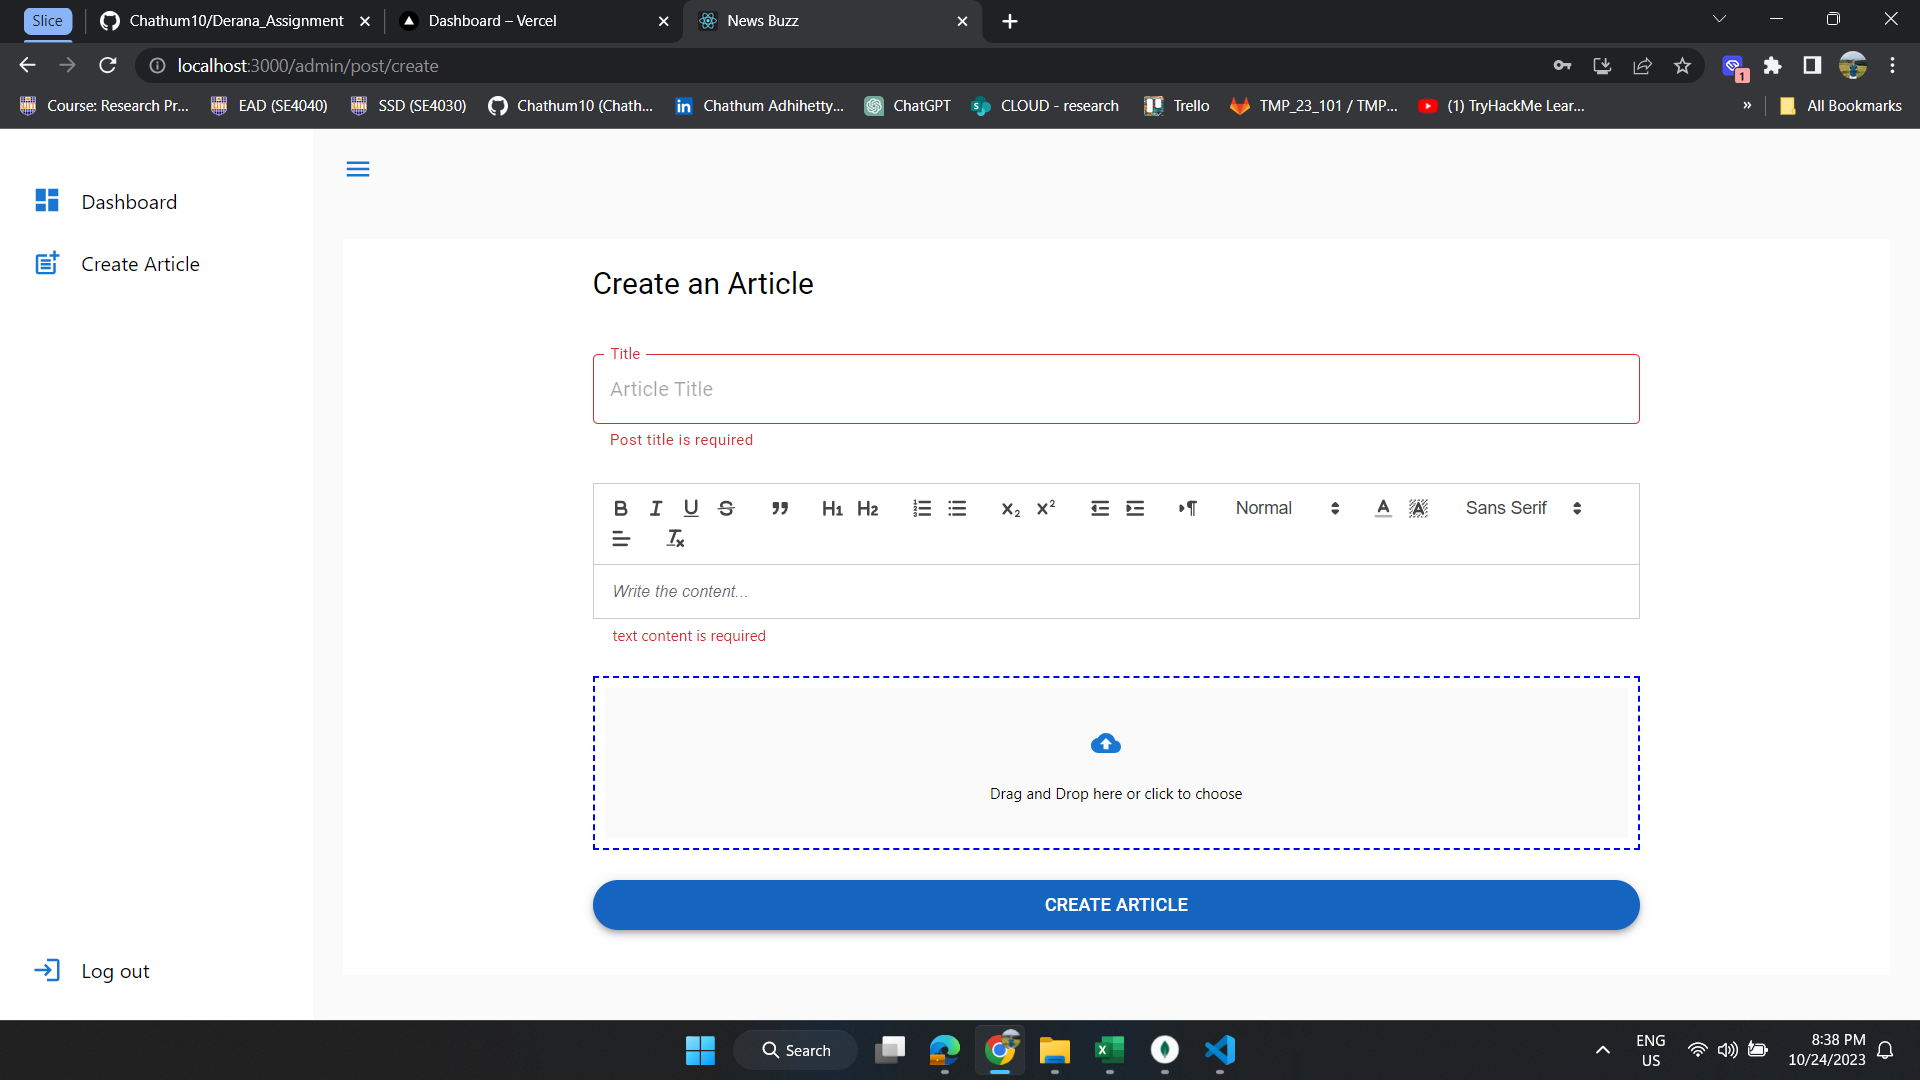 Slice
Chathum10/Derana_Assignment
Dashboard – Vercel
News Buzz
localhost:3000/admin/post/create
1
Course: Research Pr...
EAD (SE4040)
SSD (SE4030)
Chathum10 (Chath...
Chathum Adhihetty...
ChatGPT
CLOUD - research
Trello
TMP_23_101 / TMP...
(1) TryHackMe Lear...
»
All Bookmarks
Dashboard
Create Article
Log out
Create an Article
Title
Article Title
Post title is required
B I U S H1 H2 X2 X2 Normal A A Sans Serif
Tx
Write the content...
text content is required
Drag and Drop here or click to choose
CREATE ARTICLE
Search
ENG
US
8:38 PM
10/24/2023